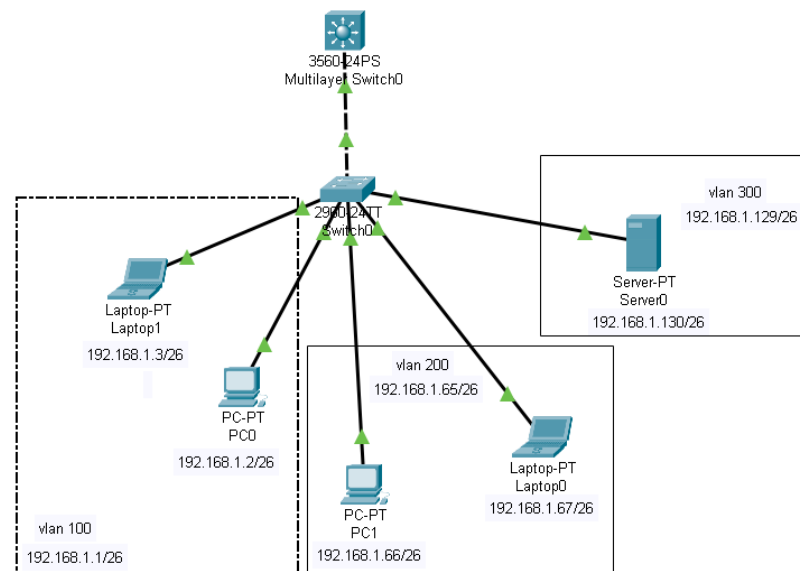 3560-24PS
Multilayer Switch0
2960-24TT
Switch0
vlan 300
192.168.1.129/26
Server-PT
Server0
192.168.1.130/26
Laptop-PT
Laptop1
192.168.1.3/26
PC-PT
PC0
192.168.1.2/26
vlan 200
192.168.1.65/26
Laptop-PT
Laptop0
192.168.1.67/26
PC-PT
PC1
192.168.1.66/26
vlan 100
192.168.1.1/26